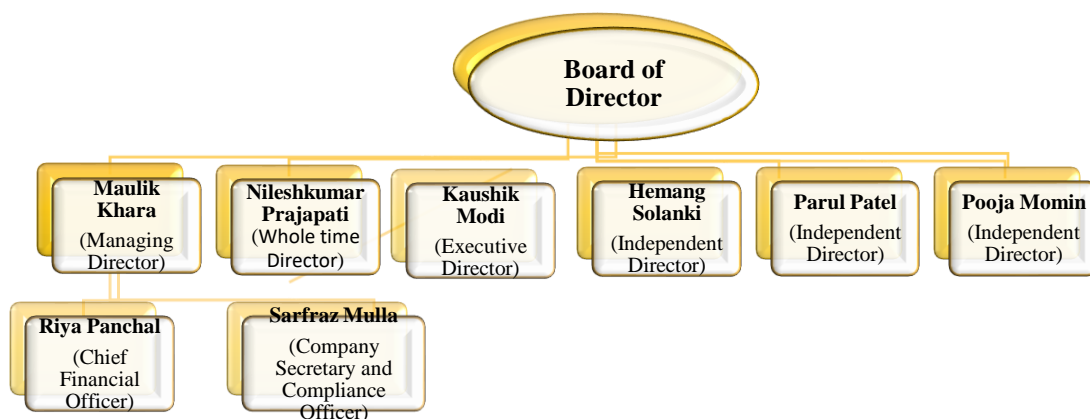 Board of
Director
Maulik
Khara
(Managing
Director)
Nileshkumar
Prajapati
(Whole time
Director)
Kaushik
Modi
(Executive
Director)
Hemang
Solanki
(Independent
Director)
Parul Patel
(Independent
Director)
Pooja Momin
(Independent
Director)
Riya Panchal
(Chief
Financial
Officer)
Sarfraz Mulla
(Company
Secretary and
Compliance
Officer)